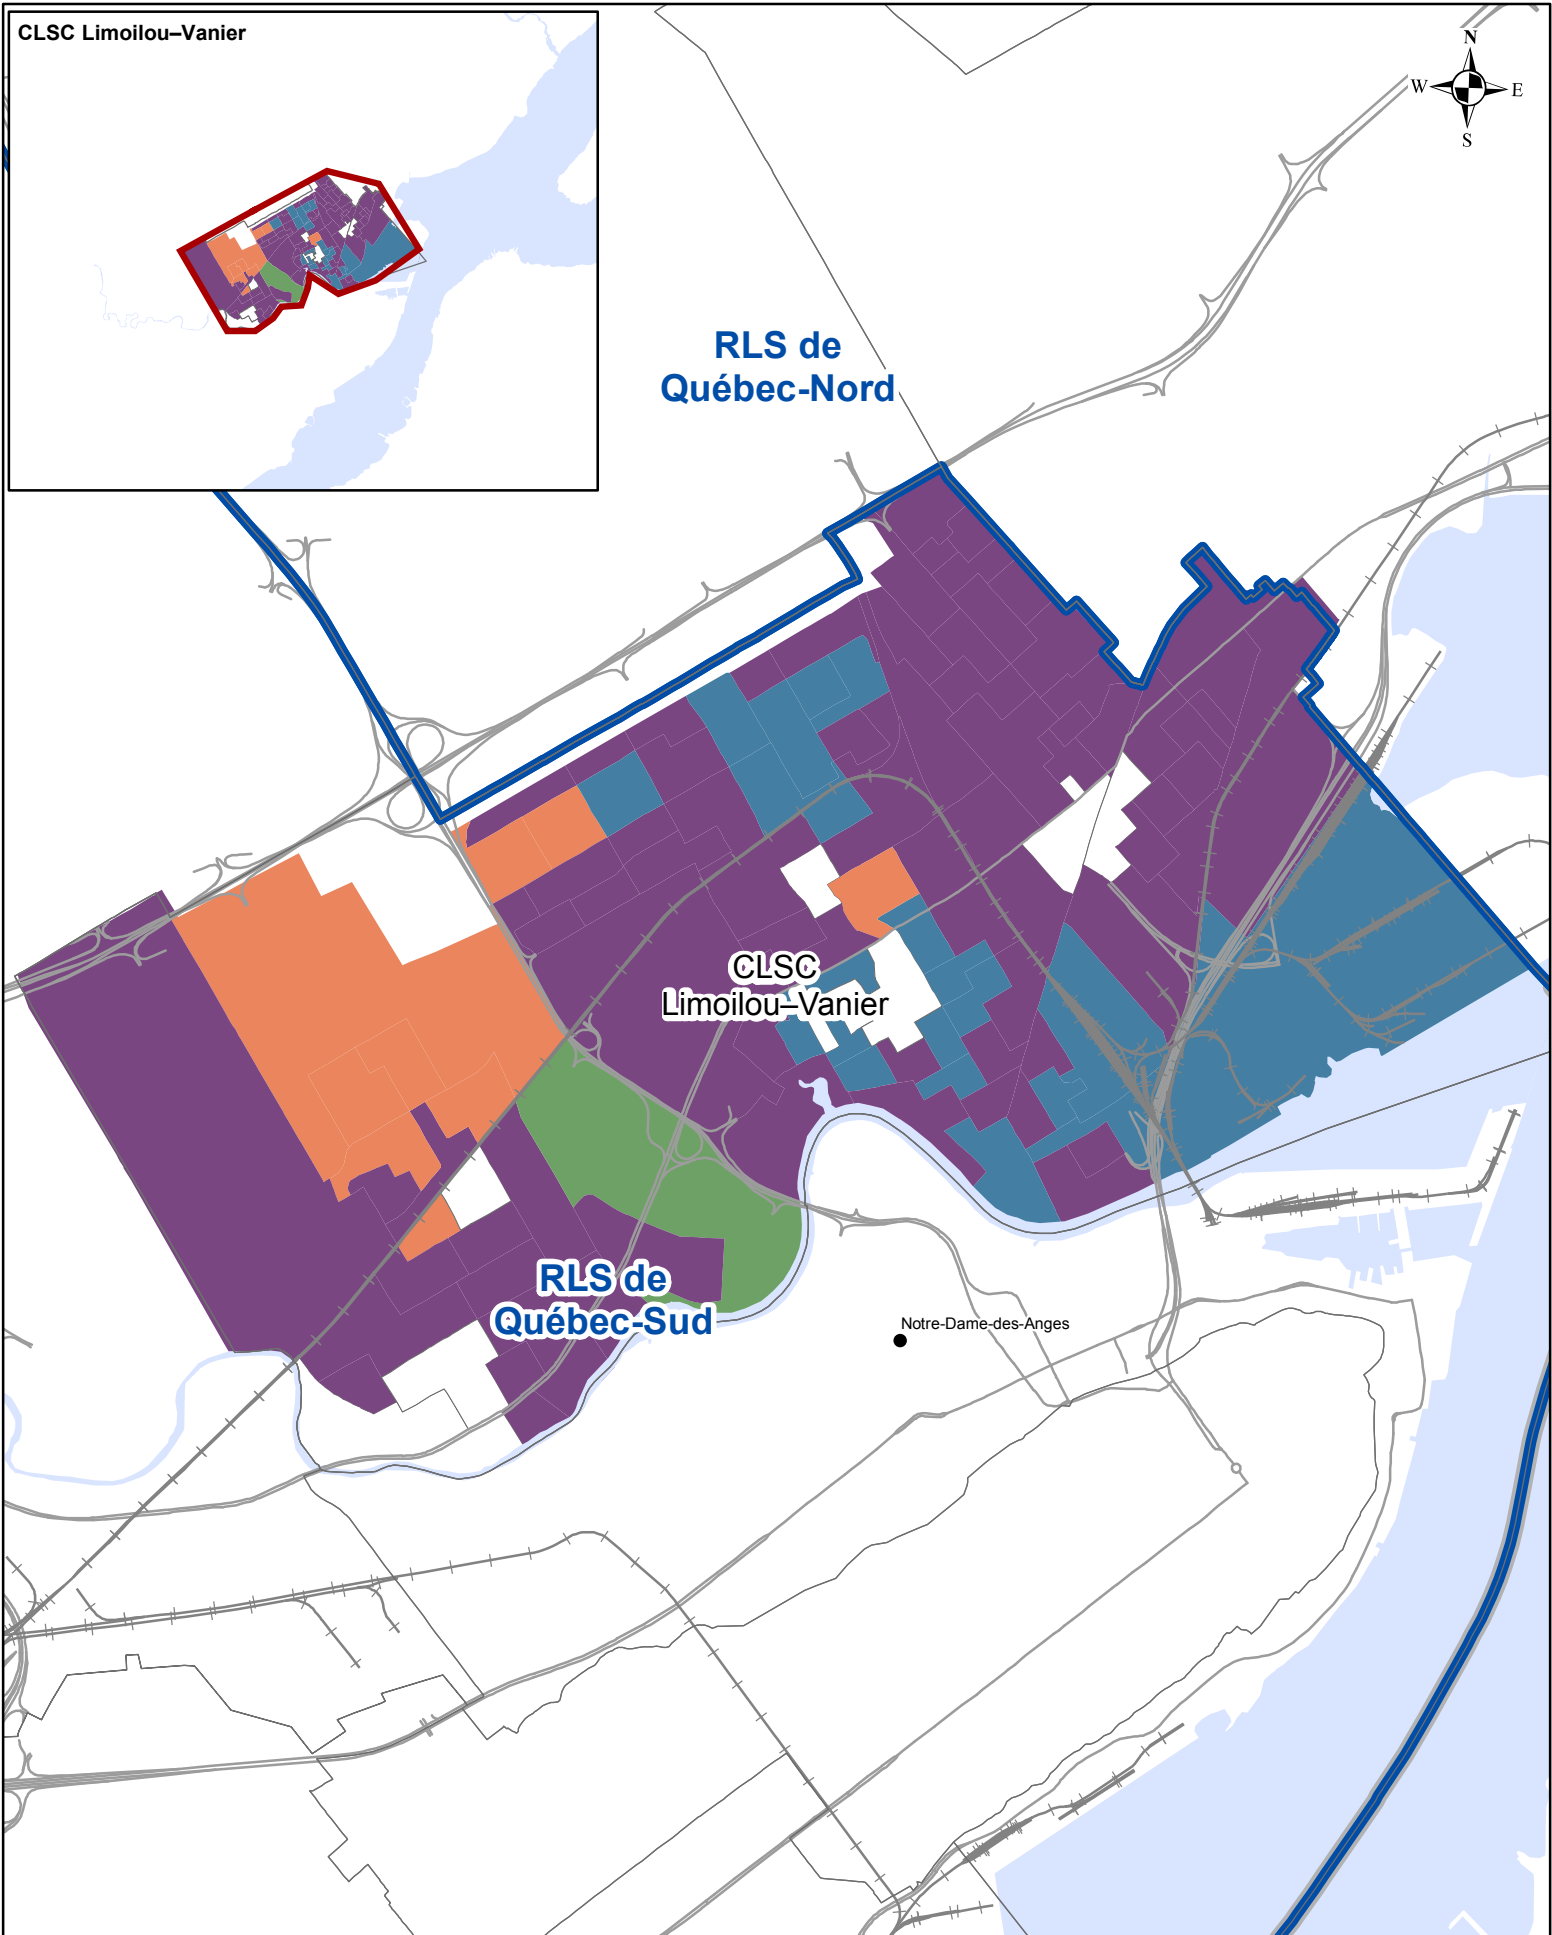 CLSC Limoilou–Vanier
N
W
E
S
RLS de
Québec-Nord
CLSC
Limoilou–Vanier
RLS de
Québec-Sud
Notre-Dame-des-Anges